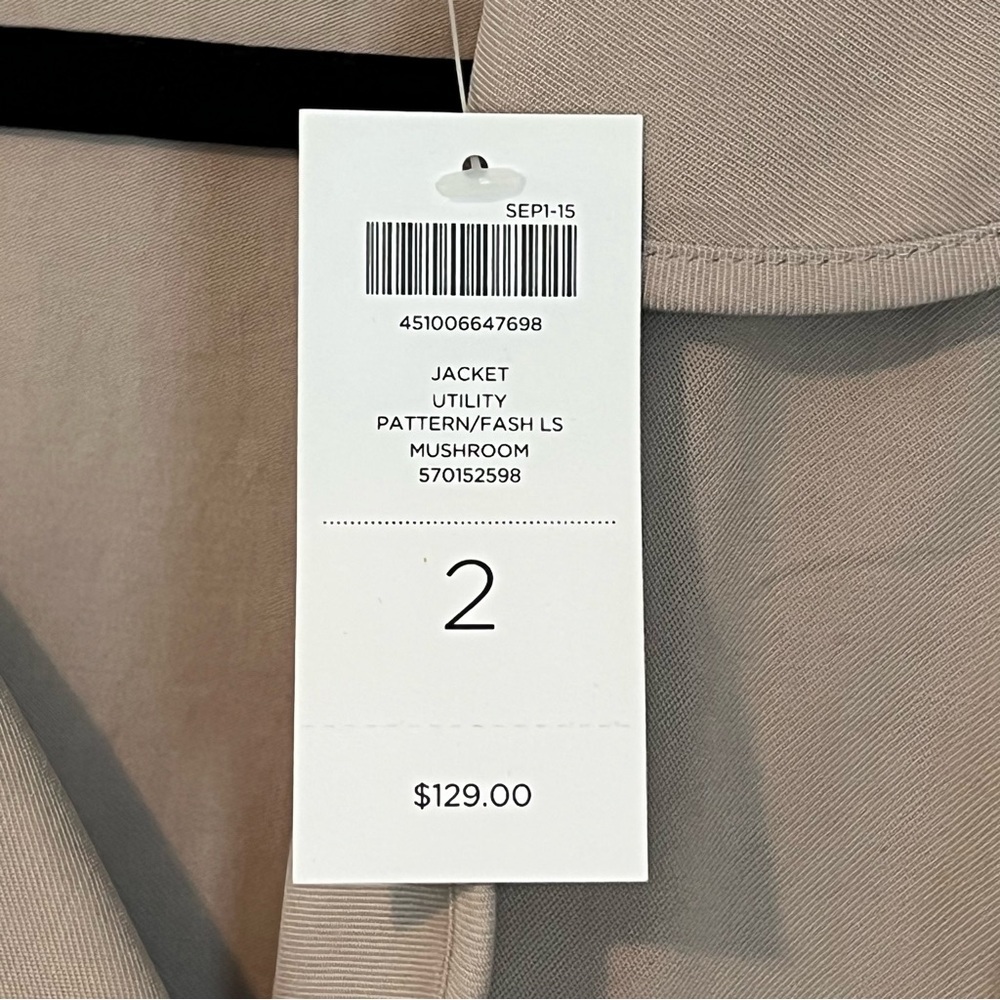 SEP1-15
451006647698
JACKET
UTILITY
PATTERN/FASH LS
MUSHROOM
570152598
2
$129.00